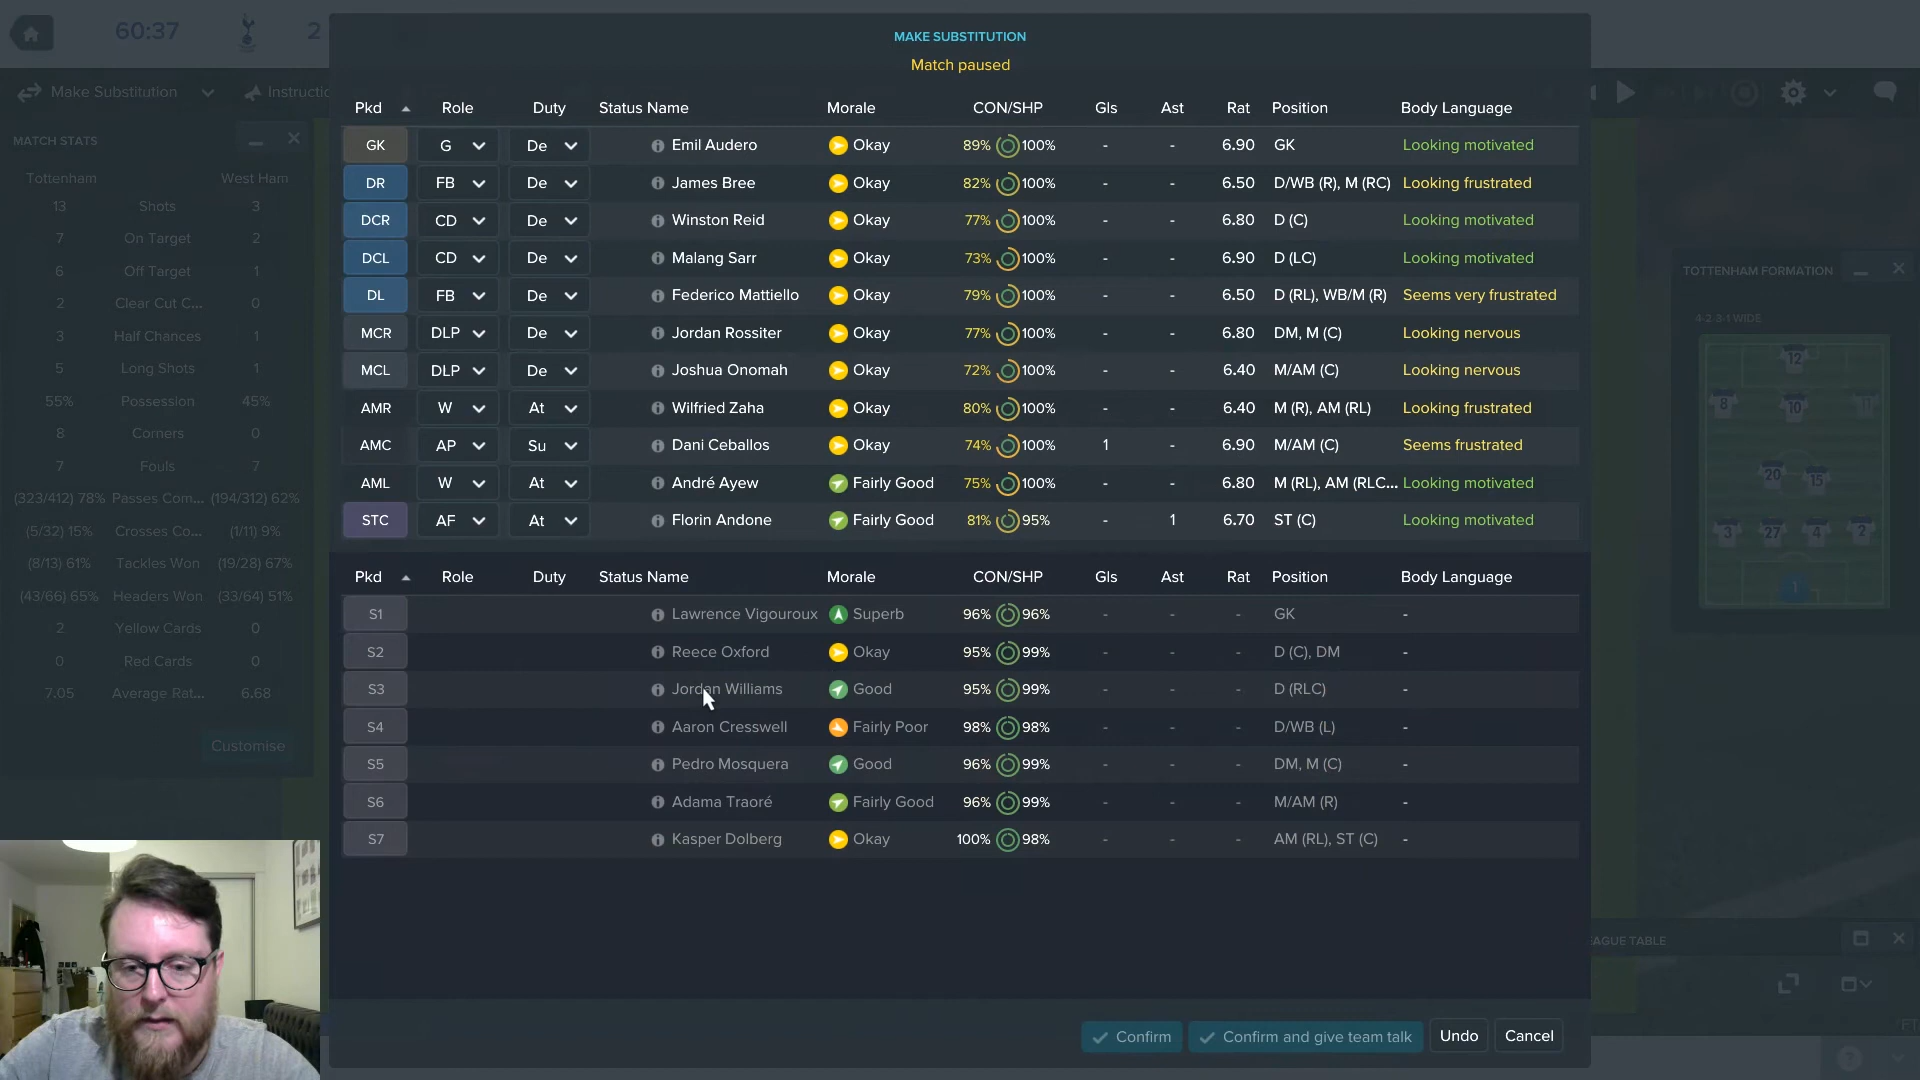 60:37 2
MAKE SUBSTITUTION
Match paused
Make Substitution
MATCH STATS
Tottenham West Ham
13 Shots 3
7 On Target 2
6 Off Target 1
2 Clear Cut C... 0
3 Half Chances 1
5 Long Shots 1
55% Possession 45%
8 Corners 0
7 Fouls 7
(323/412) 78% Passes Com... (194/312) 62%
(5/32) 15% Crosses Co... (1/11) 9%
(8/13) 61% Tackles Won (19/28) 67%
(43/66) 65% Headers Won (33/64) 51%
2 Yellow Cards 0
0 Red Cards 0
7.05 Average Rat... 6.68
Customise
Pkd Role Duty Status Name Morale CON/SHP Gls Ast Rat Position Body Language
GK G De Emil Audero Okay 89% 100% - - 6.90 GK Looking motivated
DR FB De James Bree Okay 82% 100% - - 6.50 D/WB (R), M (RC) Looking frustrated
DCR CD De Winston Reid Okay 77% 100% - - 6.80 D (C) Looking motivated
DCL CD De Malang Sarr Okay 73% 100% - - 6.90 D (LC) Looking motivated
DL FB De Federico Mattiello Okay 79% 100% - - 6.50 D (RL), WB/M (R) Seems very frustrated
MCR DLP De Jordan Rossiter Okay 77% 100% - - 6.80 DM, M (C) Looking nervous
MCL DLP De Joshua Onomah Okay 72% 100% - - 6.40 M/AM (C) Looking nervous
AMR W At Wilfried Zaha Okay 80% 100% - - 6.40 M (R), AM (RL) Looking frustrated
AMC AP Su Dani Ceballos Okay 74% 100% 1 - 6.90 M/AM (C) Seems frustrated
AML W At André Ayew Fairly Good 75% 100% - - 6.80 M (RL), AM (RLC... Looking motivated
STC AF At Florin Andone Fairly Good 81% 95% - 1 6.70 ST (C) Looking motivated
Pkd Role Duty Status Name Morale CON/SHP Gls Ast Rat Position Body Language
S1 Lawrence Vigouroux Superb 96% 96% - - - GK -
S2 Reece Oxford Okay 95% 99% - - - D (C), DM -
S3 Jordan Williams Good 95% 99% - - - D (RLC) -
S4 Aaron Cresswell Fairly Poor 98% 98% - - - D/WB (L) -
S5 Pedro Mosquera Good 96% 99% - - - DM, M (C) -
S6 Adama Traoré Fairly Good 96% 99% - - - M/AM (R) -
S7 Kasper Dolberg Okay 100% 98% - - - AM (RL), ST (C) -
Confirm Confirm and give team talk Undo Cancel
TOTTENHAM FORMATION
4-2-3-1 WIDE
12
8 10 11
20 15
3 27 4 2
1